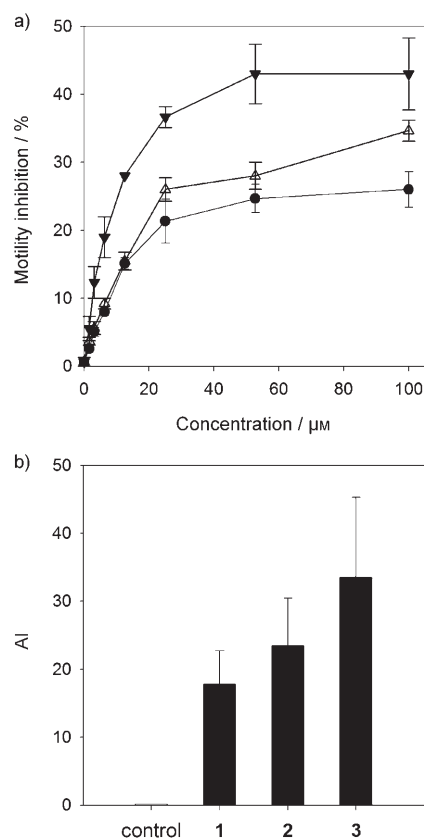 a)
50
40
30
20
10
0
Motility inhibition / %
0 20 40 60 80 100
Concentration / µM
b)
50
40
30
20
10
0
AI
control 1 2 3